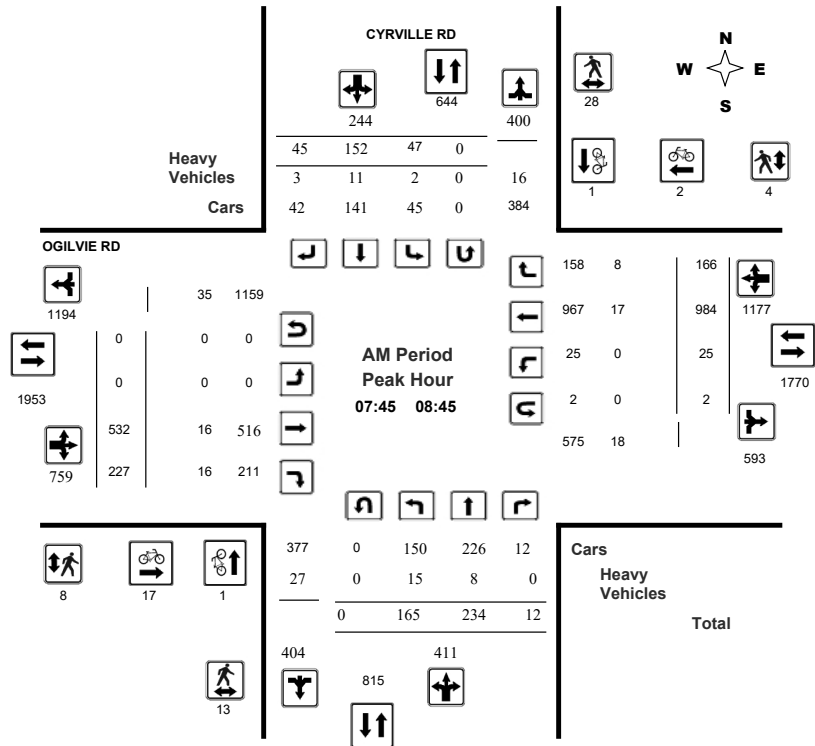 CYRVILLE RD
N
W E
S
644
28
244 400
45 152 47 0
Heavy
Vehicles
3 11 2 0 16
1 2 4
Cars
42 141 45 0 384
OGILVIE RD
158 8 166
1194
35 1159
967 17 984 1177
0 0 0
AM Period
Peak Hour
07:45 08:45
25 0 25
1770
1953
0 0 0
2 0 2
532 16 516
575 18
593
759
227 16 211
377 0 150 226 12
Cars
27 0 15 8 0
Heavy
Vehicles
8 17 1
0 165 234 12
Total
404 411
815
13